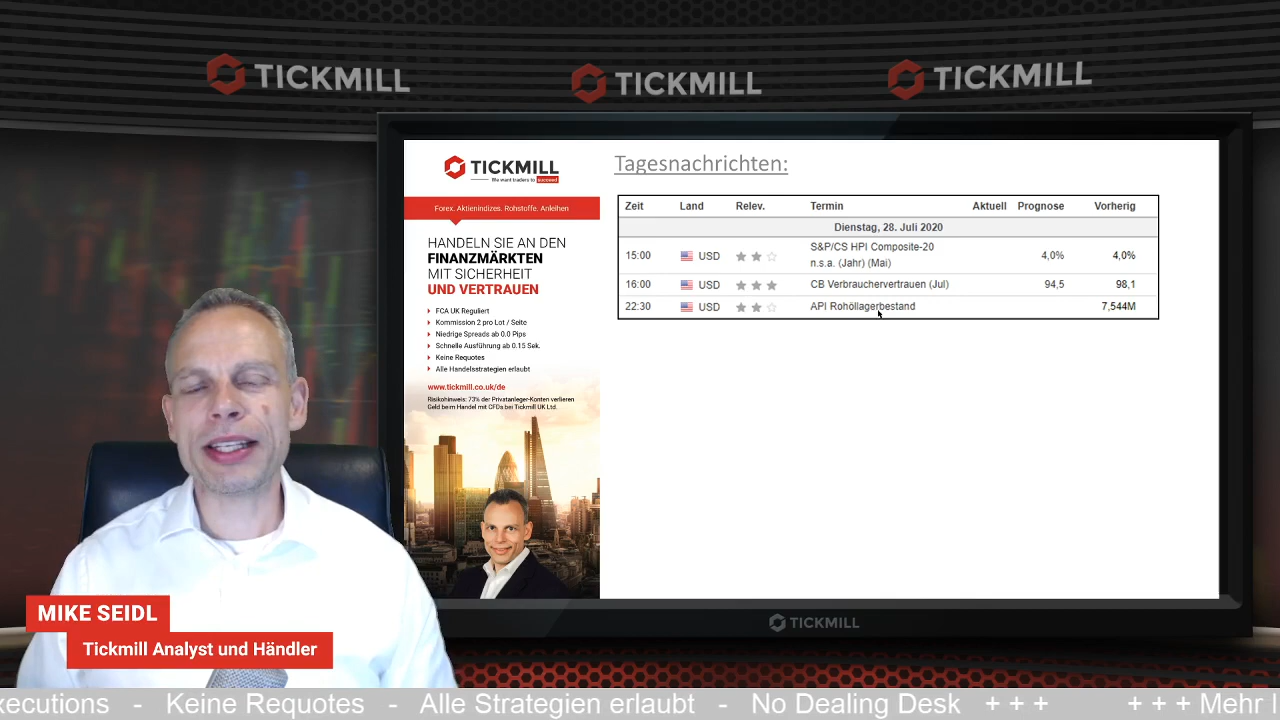 TICKMILL
TICKMILL
TICKMILL
TICKMILL
We want traders to succeed
Forex. Aktienindizes. Rohstoffe. Anleihen
HANDELN SIE AN DEN
FINANZMÄRKTEN
MIT SICHERHEIT
UND VERTRAUEN
FCA UK Reguliert
Kommission 2 pro Lot / Seite
Niedrige Spreads ab 0.0 Pips
Schnelle Ausführung ab 0.15 Sek.
Keine Requotes
Alle Handelsstrategien erlaubt
www.tickmill.co.uk/de
Risikohinweis: 73% der Privatanleger-Konten verlieren
Geld beim Handel mit CFDs bei Tickmill UK Ltd.
Tagesnachrichten:
Zeit Land Relev. Termin Aktuell Prognose Vorherig
Dienstag, 28. Juli 2020
15:00 USD S&P/CS HPI Composite-20 n.s.a. (Jahr) (Mai) 4,0% 4,0%
16:00 USD CB Verbrauchervertrauen (Jul) 94,5 98,1
22:30 USD API Rohöllagerbestand 7,544M
TICKMILL
MIKE SEIDL
Tickmill Analyst und Händler
xecutions - Keine Requotes - Alle Strategien erlaubt - No Dealing Desk + + + + + + Mehr